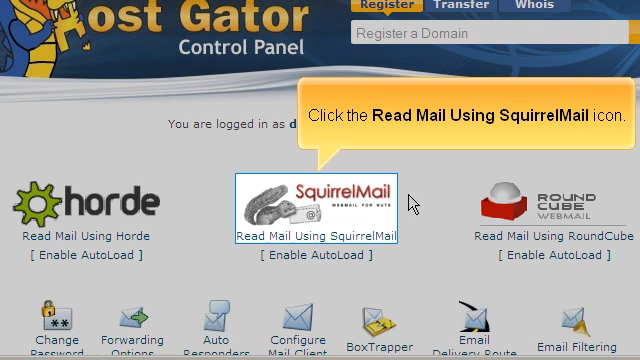 Register Transfer Whois
ost Gator
Control Panel
Register a Domain
Click the Read Mail Using SquirrelMail icon.
You are logged in as d
horde
SquirrelMail
WEBMAIL FOR NUTS
ROUND
CUBE
WEBMAIL
Read Mail Using Horde
Read Mail Using SquirrelMail
Read Mail Using RoundCube
[ Enable AutoLoad ]
[ Enable AutoLoad ]
[ Enable AutoLoad ]
Change
Password
Forwarding
Options
Auto
Responders
Configure
Mail Client
BoxTrapper
Email
Delivery Route
Email Filtering